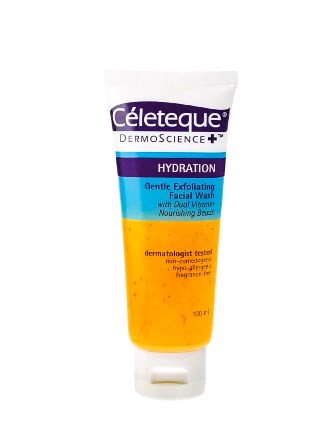 Céleteque®
DERMOSCIENCE+™
HYDRATION
Gentle Exfoliating
Facial Wash
with Dual Vitamin
Nourishing Beads
dermatologist tested
non-comedogenic
hypo-allergenic
fragrance-free
100 mL